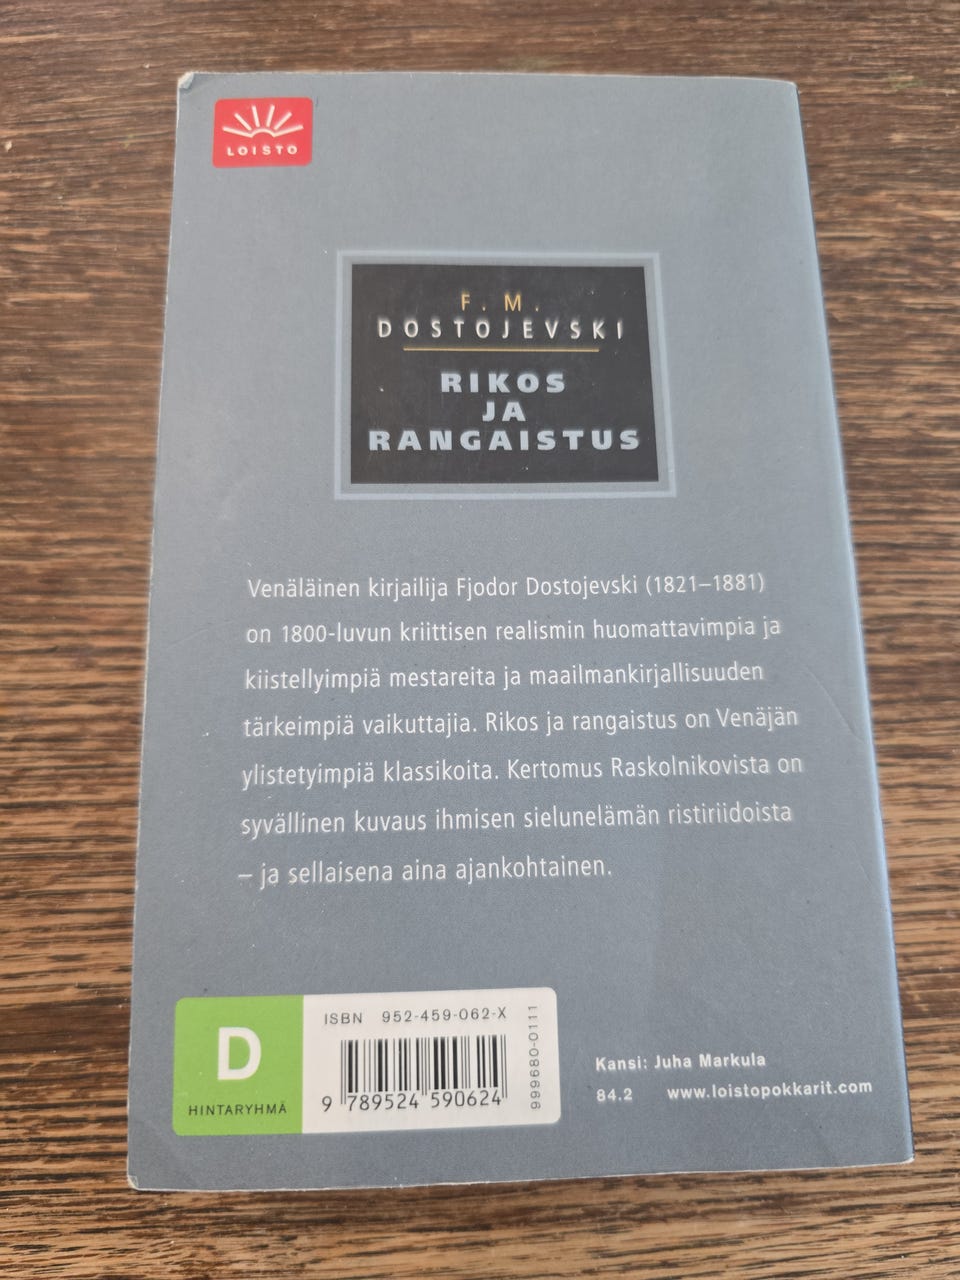 LOISTO
F. M.
DOSTOJEVSKI
RIKOS
JA
RANGAISTUS
Venäläinen kirjailija Fjodor Dostojevski (1821–1881)
on 1800-luvun kriittisen realismin huomattavimpia ja
kiistellyimpiä mestareita ja maailmankirjallisuuden
tärkeimpiä vaikuttajia. Rikos ja rangaistus on Venäjän
ylistetyimpiä klassikoita. Kertomus Raskolnikovista on
syvällinen kuvaus ihmisen sielunelämän ristiriidoista
– ja sellaisena aina ajankohtainen.
D
HINTARYHMÄ
ISBN 952-459-062-X
9 789524 590624
999680-0111
Kansi: Juha Markula
84.2 www.loistopokkarit.com